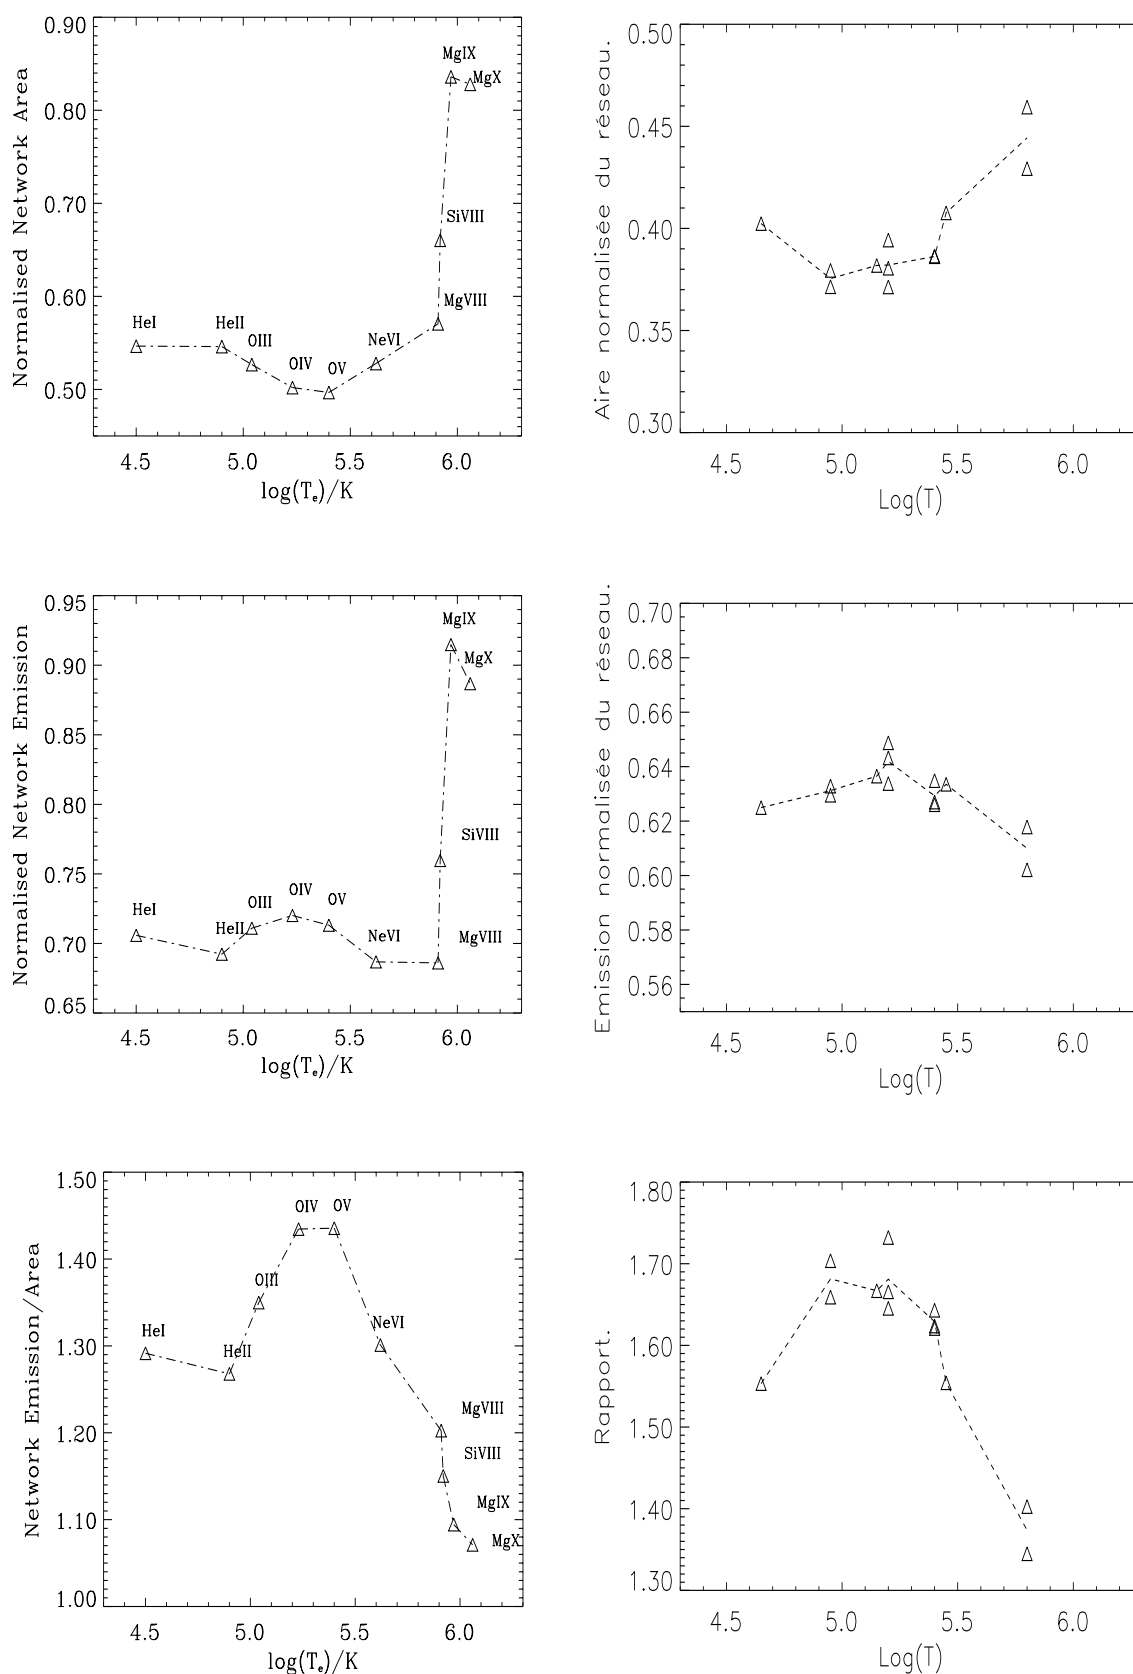 Normalised Network Area
0.90
0.80
0.70
0.60
0.50
HeI
HeII
OIII
OIV
OV
NeVI
MgVIII
SiVIII
MgIX
MgX
4.5 5.0 5.5 6.0
log(Te)/K
Aire normalisée du réseau.
0.50
0.45
0.40
0.35
0.30
4.5 5.0 5.5 6.0
Log(T)
Normalised Network Emission
0.95
0.90
0.85
0.80
0.75
0.70
0.65
HeI
HeII
OIII
OIV
OV
NeVI
MgVIII
SiVIII
MgIX
MgX
4.5 5.0 5.5 6.0
log(Te)/K
Emission normalisée du réseau.
0.70
0.68
0.66
0.64
0.62
0.60
0.58
0.56
4.5 5.0 5.5 6.0
Log(T)
Network Emission/Area
1.50
1.40
1.30
1.20
1.10
1.00
HeI
HeII
OIII
OIV
OV
NeVI
MgVIII
SiVIII
MgIX
MgX
4.5 5.0 5.5 6.0
log(Te)/K
Rapport.
1.80
1.70
1.60
1.50
1.40
1.30
4.5 5.0 5.5 6.0
Log(T)